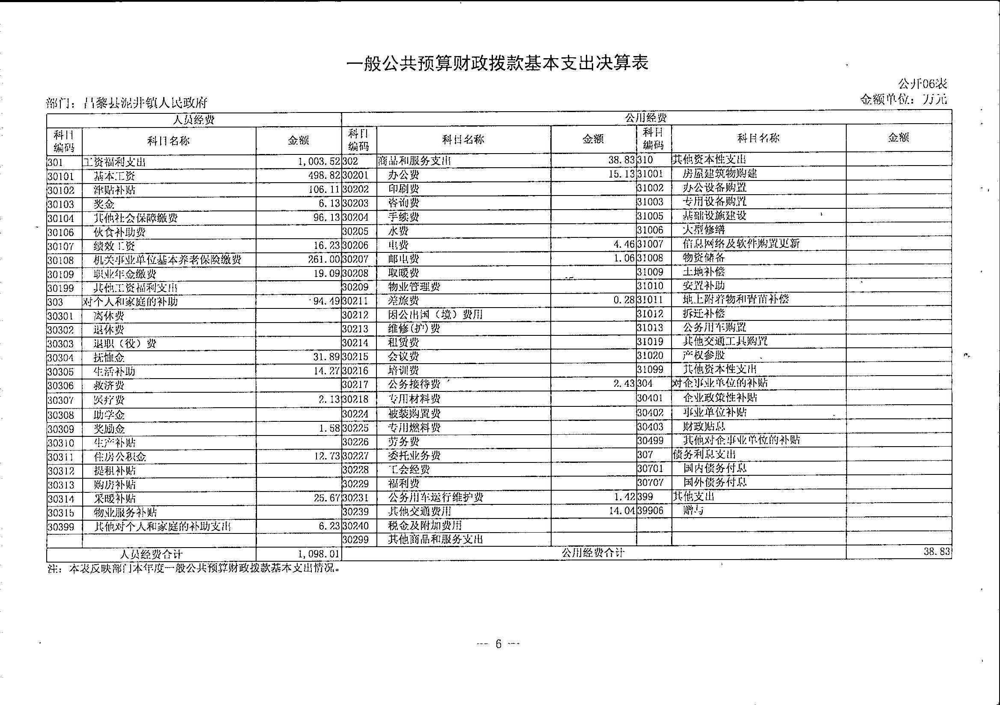 一般公共预算财政拨款基本支出决算表
公开06表
部门：昌黎县泥井镇人民政府 金额单位：万元
人员经费 公用经费
科目编码 科目名称 金额 科目编码 科目名称 金额 科目编码 科目名称 金额
301 工资福利支出 1,003.52 302 商品和服务支出 38.83 310 其他资本性支出
30101 基本工资 498.82 30201 办公费 15.13 31001 房屋建筑物购建
30102 津贴补贴 106.11 30202 印刷费 31002 办公设备购置
30103 奖金 6.13 30203 咨询费 31003 专用设备购置
30104 其他社会保障缴费 96.13 30204 手续费 31005 基础设施建设
30106 伙食补助费 30205 水费 31006 大型修缮
30107 绩效工资 16.23 30206 电费 4.46 31007 信息网络及软件购置更新
30108 机关事业单位基本养老保险缴费 261.00 30207 邮电费 1.06 31008 物资储备
30109 职业年金缴费 19.09 30208 取暖费 31009 土地补偿
30199 其他工资福利支出 30209 物业管理费 31010 安置补助
303 对个人和家庭的补助 94.49 30211 差旅费 0.28 31011 地上附着物和青苗补偿
30301 离休费 30212 因公出国（境）费用 31012 拆迁补偿
30302 退休费 30213 维修(护)费 31013 公务用车购置
30303 退职（役）费 30214 租赁费 31019 其他交通工具购置
30304 抚恤金 31.89 30215 会议费 31020 产权参股
30305 生活补助 14.27 30216 培训费 31099 其他资本性支出
30306 救济费 30217 公务接待费 2.43 304 对企事业单位的补贴
30307 医疗费 2.13 30218 专用材料费 30401 企业政策性补贴
30308 助学金 30224 被装购置费 30402 事业单位补贴
30309 奖励金 1.58 30225 专用燃料费 30403 财政贴息
30310 生产补贴 30226 劳务费 30499 其他对企事业单位的补贴
30311 住房公积金 12.73 30227 委托业务费 307 债务利息支出
30312 提租补贴 30228 工会经费 30701 国内债务付息
30313 购房补贴 30229 福利费 30707 国外债务付息
30314 采暖补贴 25.67 30231 公务用车运行维护费 1.42 399 其他支出
30315 物业服务补贴 30239 其他交通费用 14.04 39906 赠与
30399 其他对个人和家庭的补助支出 6.23 30240 税金及附加费用
30299 其他商品和服务支出
人员经费合计 1,098.01 公用经费合计 38.83
注：本表反映部门本年度一般公共预算财政拨款基本支出情况。
— 6 —